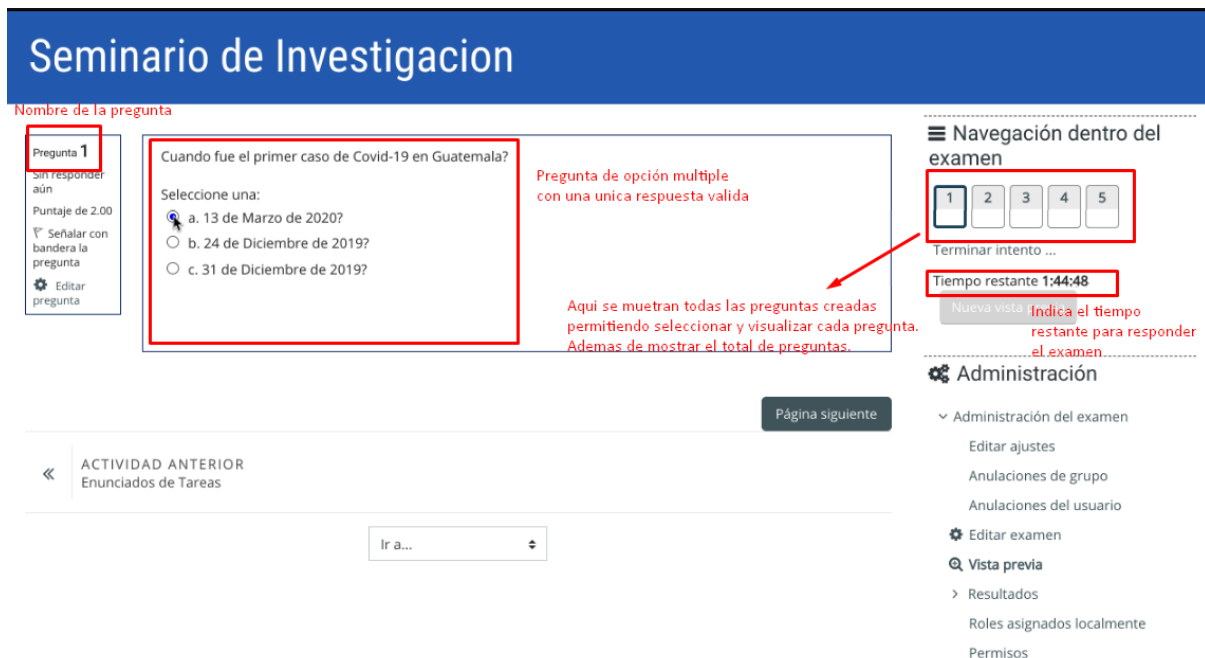 Seminario de Investigacion
Nombre de la pregunta
Pregunta 1
Sin responder
aún
Puntaje de 2.00
Señalar con
bandera la
pregunta
Editar
pregunta
Cuando fue el primer caso de Covid-19 en Guatemala?
Seleccione una:
a. 13 de Marzo de 2020?
b. 24 de Diciembre de 2019?
c. 31 de Diciembre de 2019?
Pregunta de opción multiple
con una unica respuesta valida
Aqui se muetran todas las preguntas creadas
permitiendo seleccionar y visualizar cada pregunta.
Ademas de mostrar el total de preguntas.
Navegación dentro del
examen
1 2 3 4 5
Terminar intento ...
Tiempo restante 1:44:48
Nueva vista
Indica el tiempo
restante para responder
el examen
Página siguiente
ACTIVIDAD ANTERIOR
Enunciados de Tareas
Ir a...
Administración
Administración del examen
Editar ajustes
Anulaciones de grupo
Anulaciones del usuario
Editar examen
Vista previa
Resultados
Roles asignados localmente
Permisos